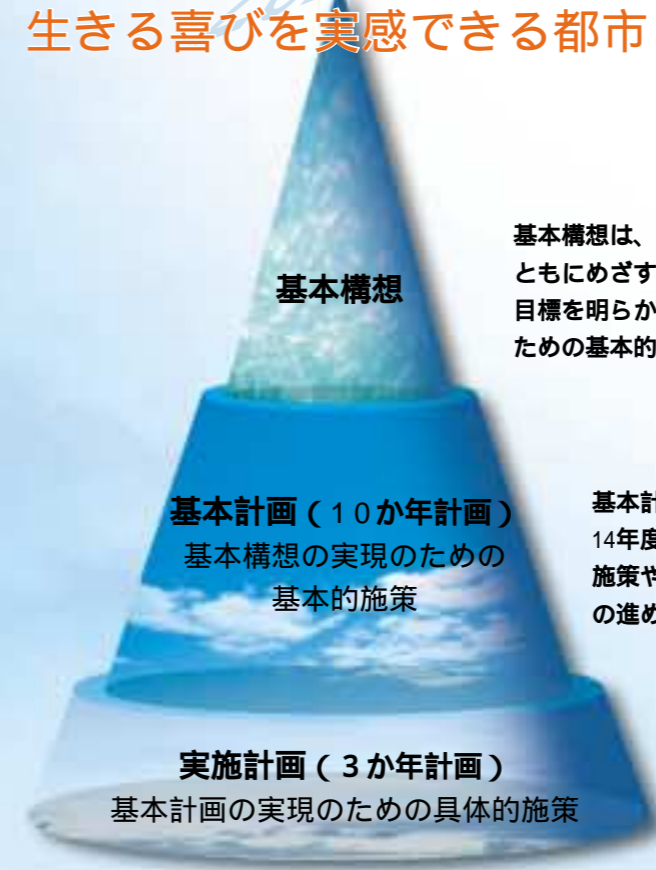 生きる喜びを実感できる都市
基本構想は、
ともにめざす
目標を明らか
ための基本的
基本構想
基本計画(10か年計画)
基本構想の実現のための
基本的施策
基本計
14年度
施策や
の進め
実施計画(3か年計画)
基本計画の実現のための具体的施策